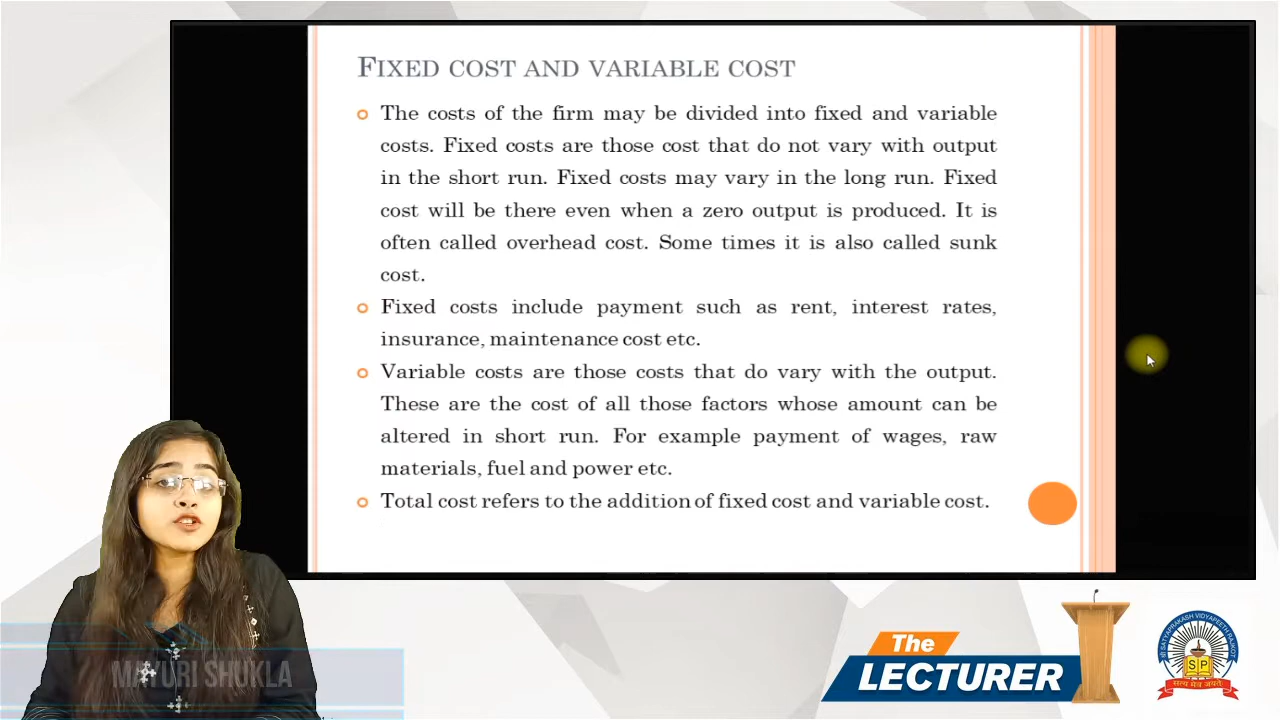 FIXED COST AND VARIABLE COST
The costs of the firm may be divided into fixed and variable
costs. Fixed costs are those cost that do not vary with output
in the short run. Fixed costs may vary in the long run. Fixed
cost will be there even when a zero output is produced. It is
often called overhead cost. Some times it is also called sunk
cost.
Fixed costs include payment such as rent, interest rates,
insurance, maintenance cost etc.
Variable costs are those costs that do vary with the output.
These are the cost of all those factors whose amount can be
altered in short run. For example payment of wages, raw
materials, fuel and power etc.
Total cost refers to the addition of fixed cost and variable cost.
MAYURI SHUKLA
The
LECTURER
SP
सत्य मेव जयते